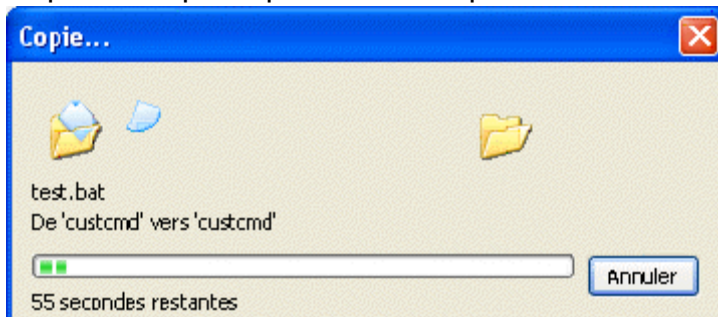 Copie...
test.bat
De 'custcmd' vers 'custcmd'
Annuler
55 secondes restantes